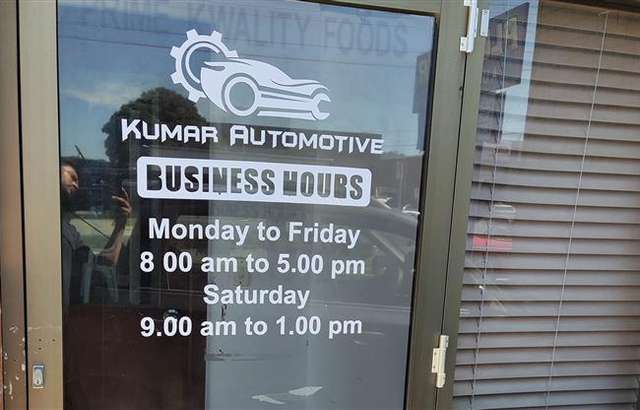 PRIME KWALITY FOODS
KUMAR AUTOMOTIVE
BUSINESS HOURS
Monday to Friday
8 00 am to 5.00 pm
Saturday
9.00 am to 1.00 pm